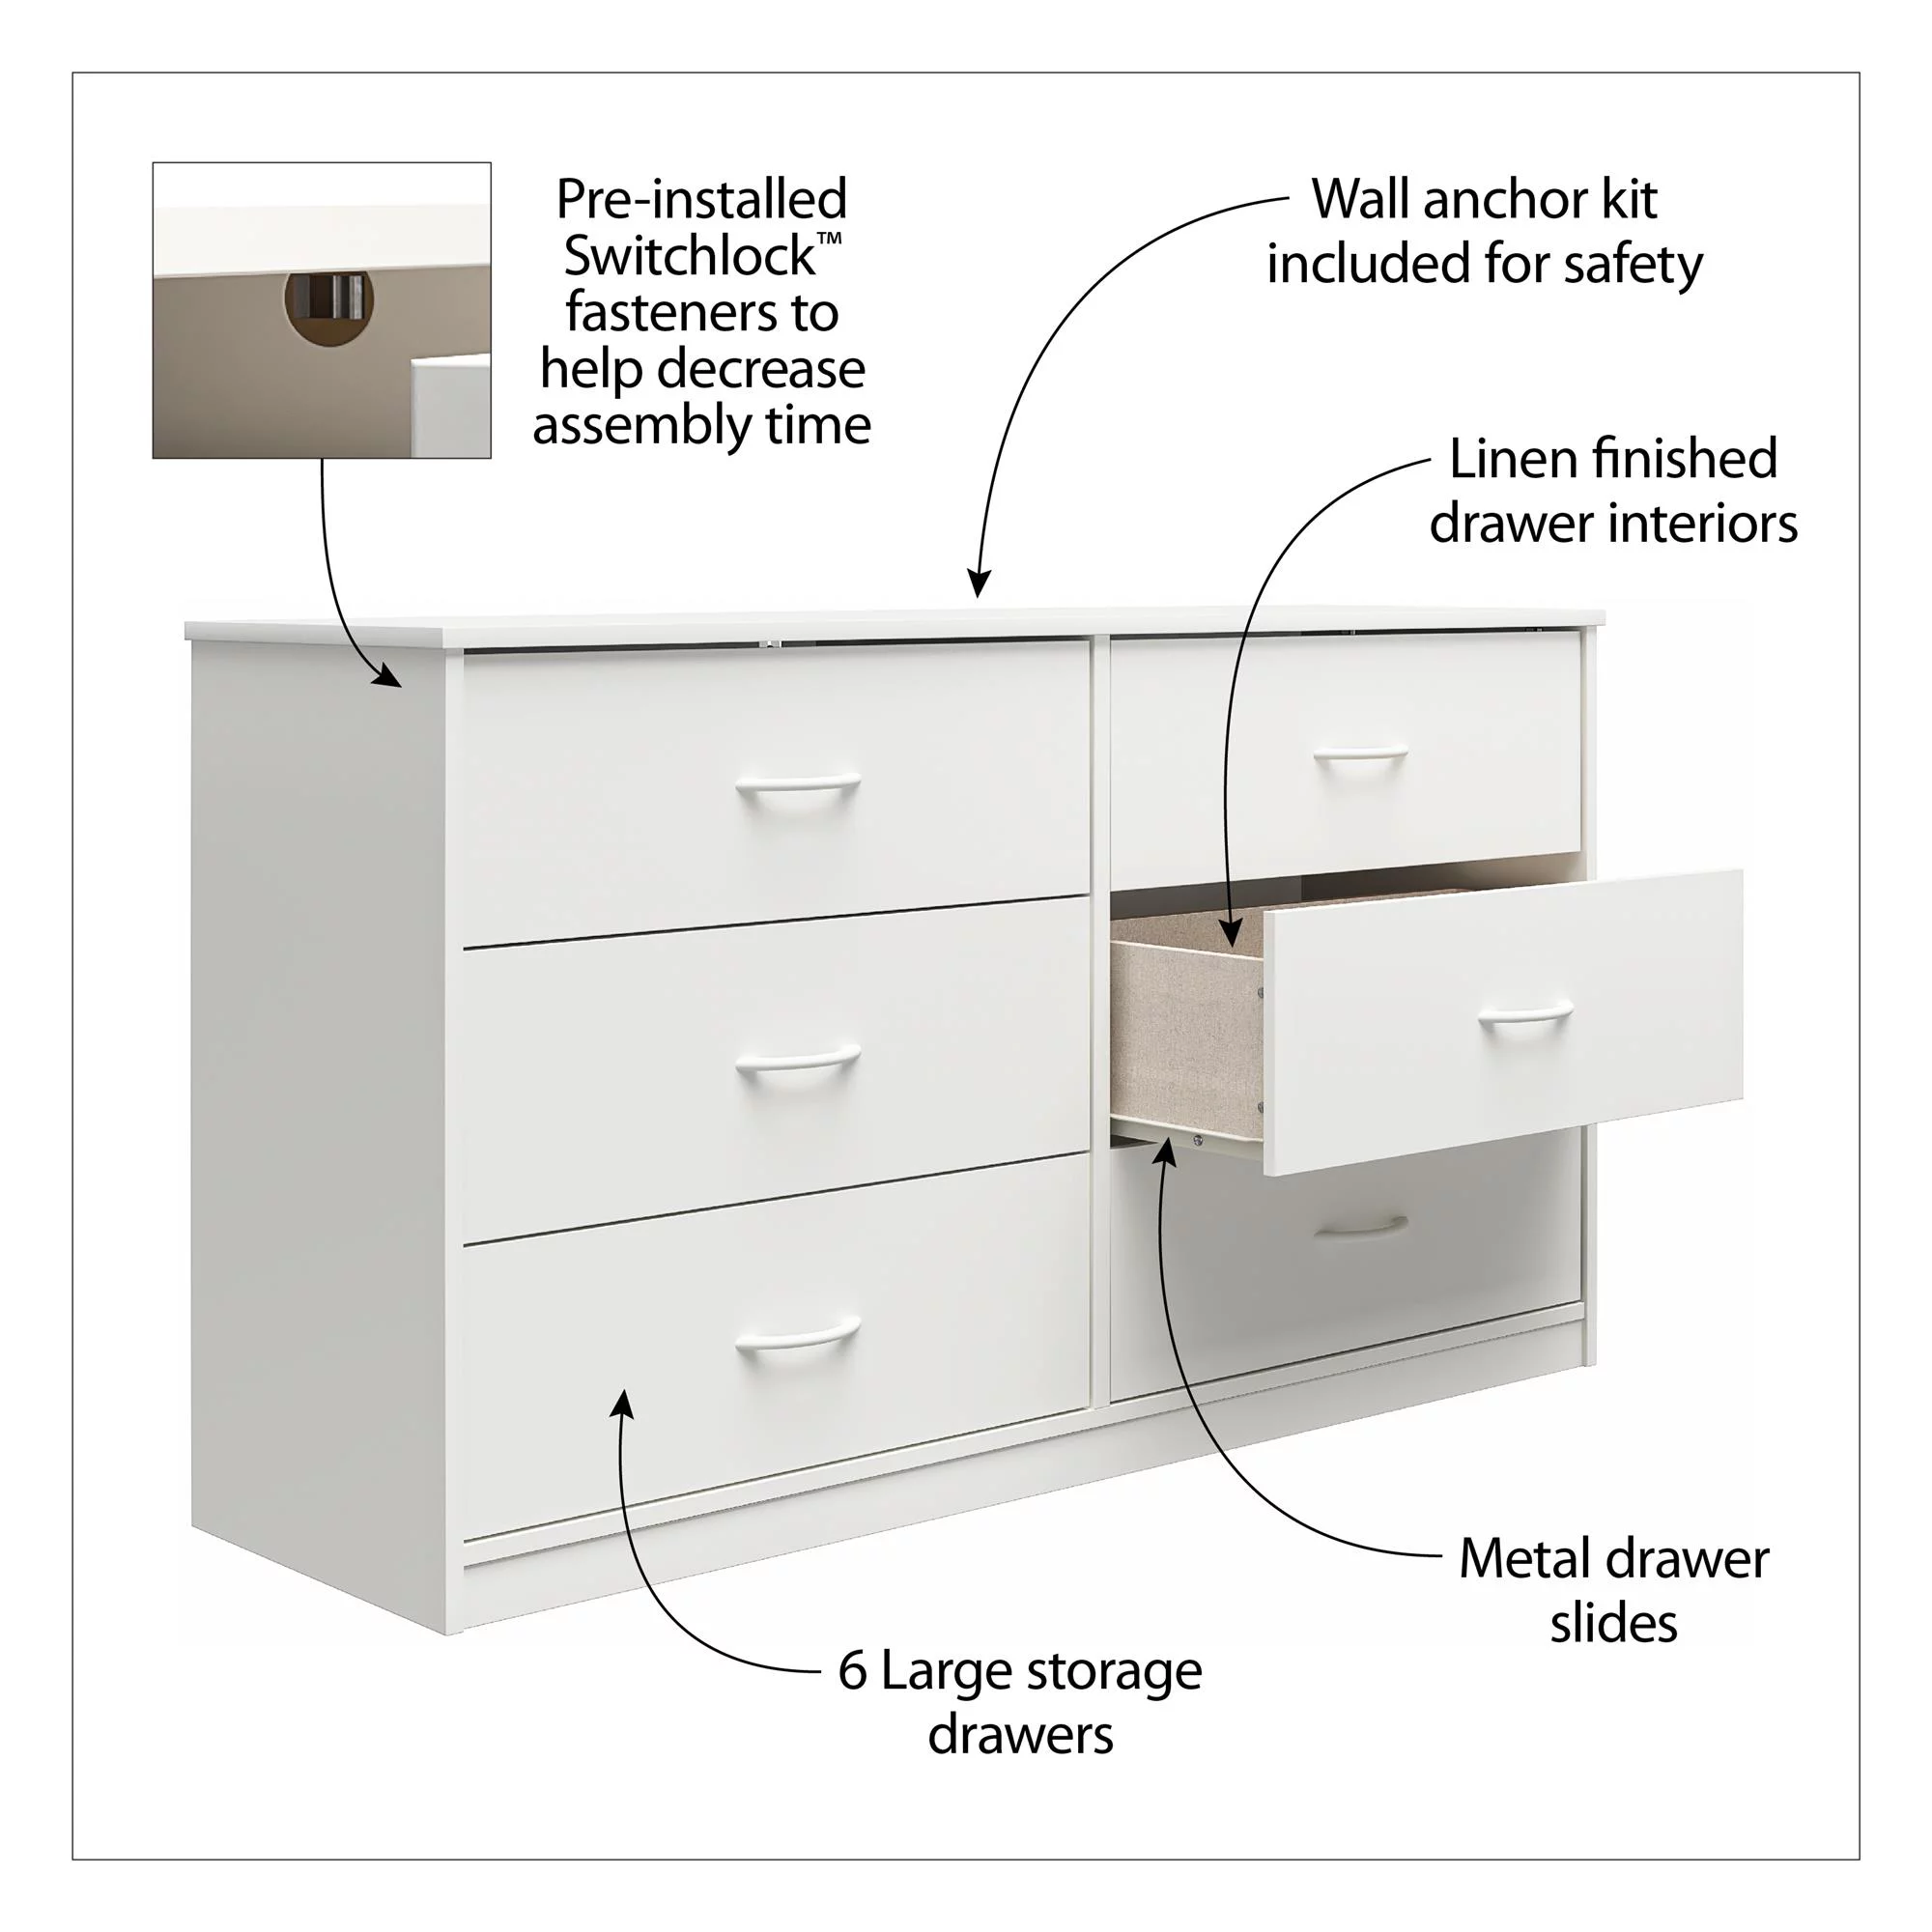 Pre-installed
Switchlock™
fasteners to
help decrease
assembly time
Wall anchor kit
included for safety
Linen finished
drawer interiors
Metal drawer
slides
6 Large storage
drawers